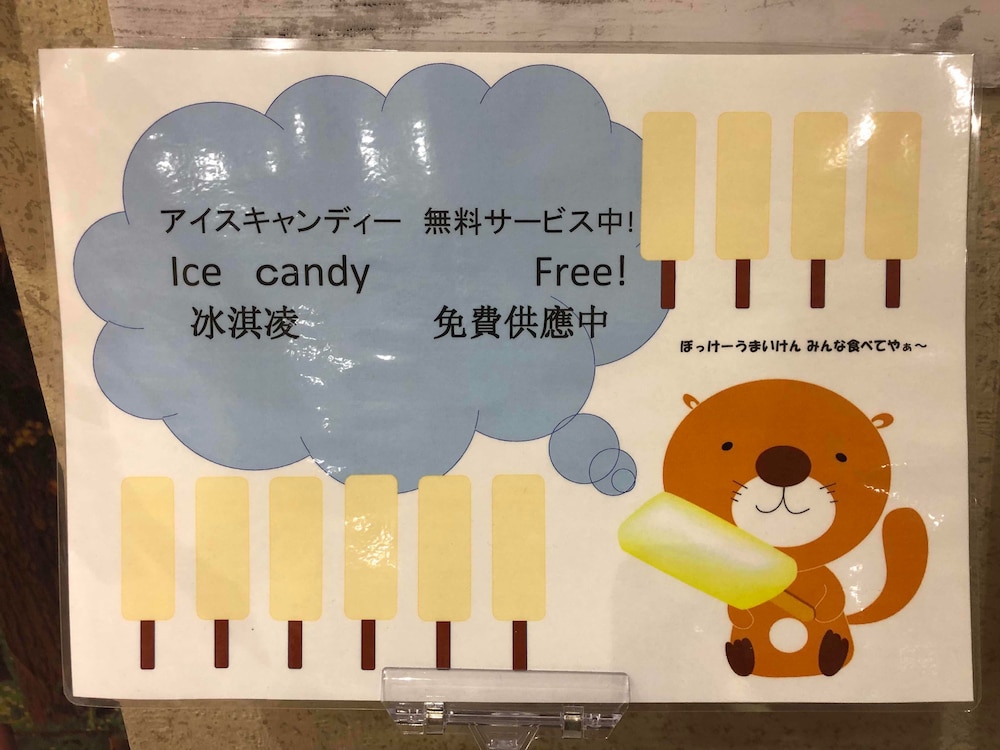 アイスキャンディー 無料サービス中!
Ice candy Free!
冰淇凌 免費供應中
ぼっけーうまいけん みんな食べてやぁ～